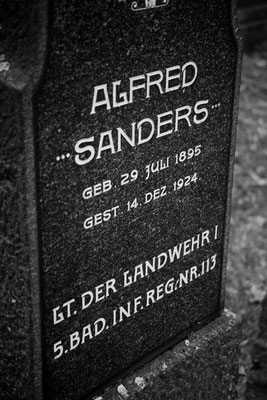 ALFRED
··· SANDERS ···
GEB. 29. JULI 1895
GEST. 14. DEZ. 1924.
LT. DER LANDWEHR I
5. BAD. INF. REG. NR. 113